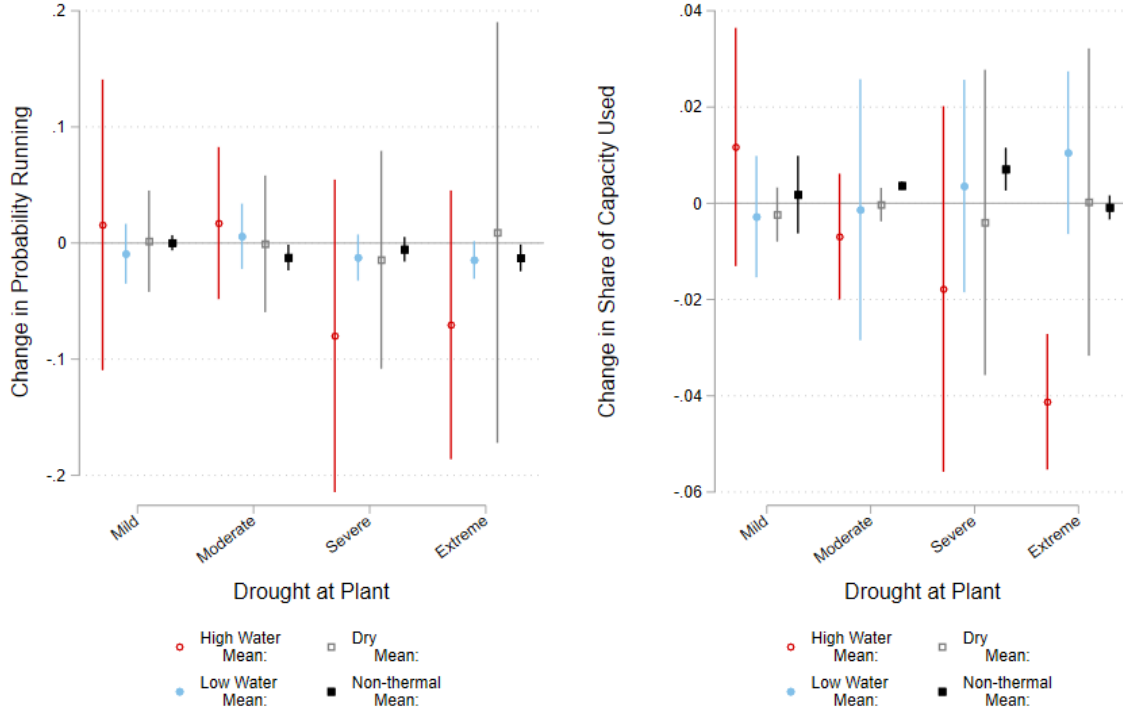 Change in Probability Running
.2
.1
0
-.1
-.2
Mild
Moderate
Severe
Extreme
Drought at Plant
High Water
Mean:
Dry
Mean:
Low Water
Mean:
Non-thermal
Mean:
Change in Share of Capacity Used
.04
.02
0
-.02
-.04
-.06
Mild
Moderate
Severe
Extreme
Drought at Plant
High Water
Mean:
Dry
Mean:
Low Water
Mean:
Non-thermal
Mean: